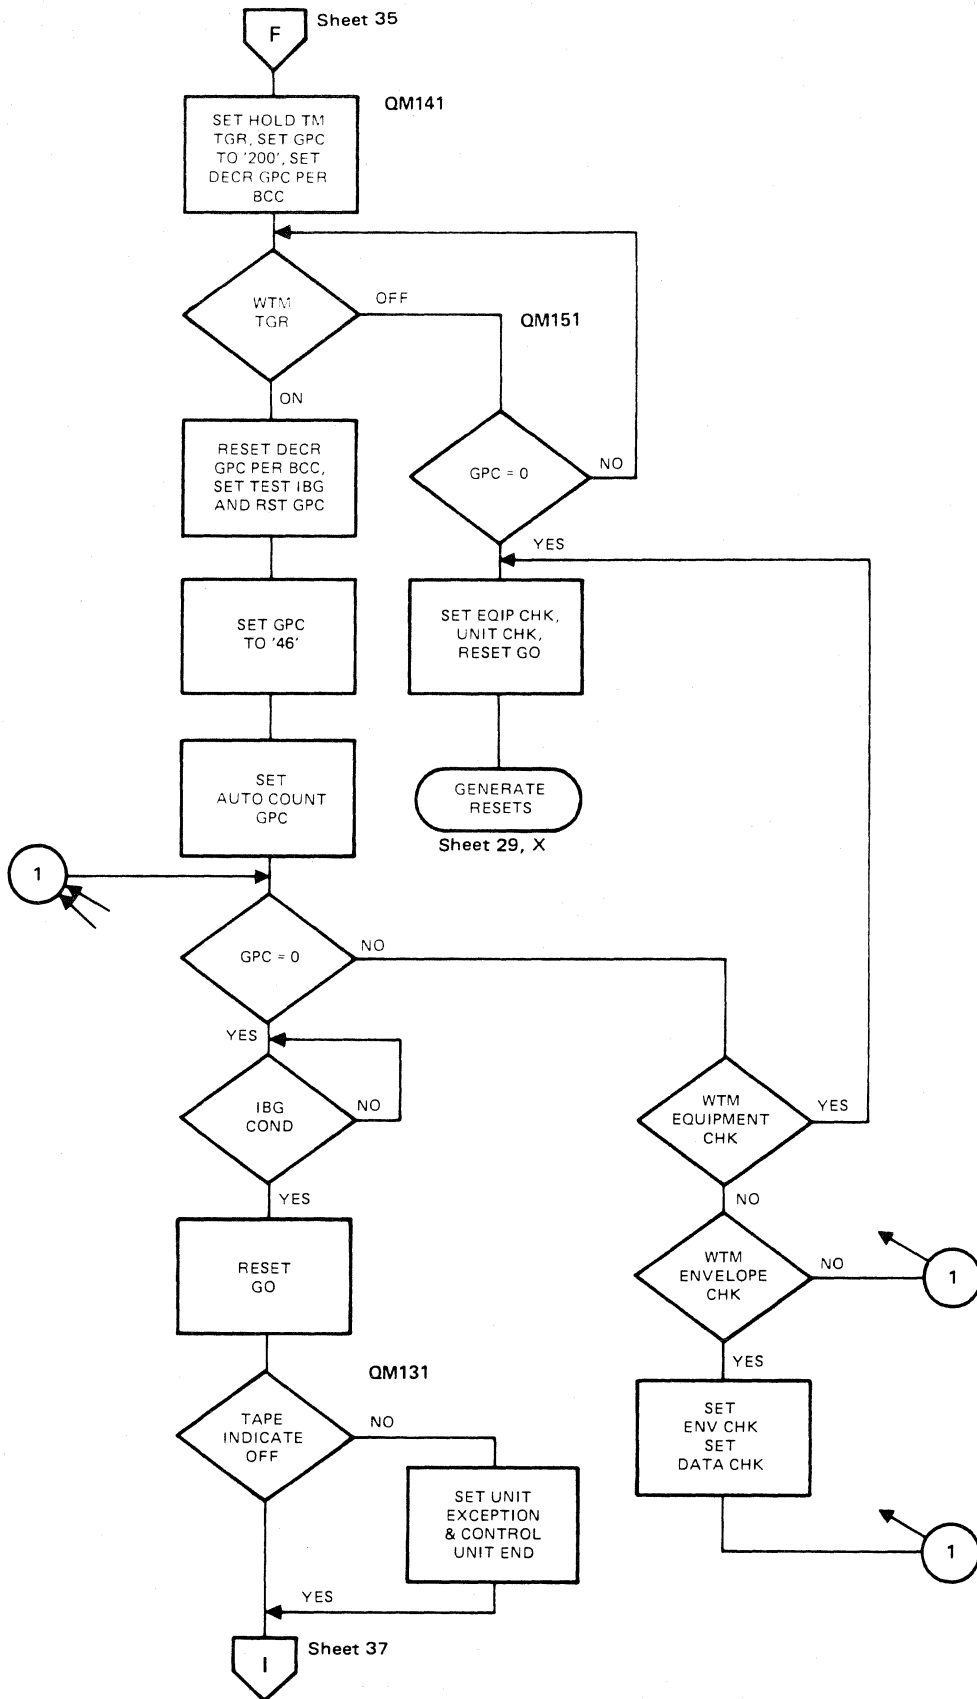 F
Sheet 35
QM141
SET HOLD TM
TGR, SET GPC
TO '200', SET
DECR GPC PER
BCC
WTM
TGR
OFF
QM151
ON
RESET DECR
GPC PER BCC,
SET TEST IBG
AND RST GPC
GPC = 0
NO
YES
SET GPC
TO '46'
SET EQIP CHK,
UNIT CHK,
RESET GO
SET
AUTO COUNT
GPC
GENERATE
RESETS
Sheet 29, X
1
GPC = 0
NO
YES
IBG
COND
NO
WTM
EQUIPMENT
CHK
YES
YES
NO
RESET
GO
WTM
ENVELOPE
CHK
NO
1
YES
QM131
TAPE
INDICATE
OFF
NO
SET
ENV CHK
SET
DATA CHK
SET UNIT
EXCEPTION
& CONTROL
UNIT END
1
YES
I
Sheet 37